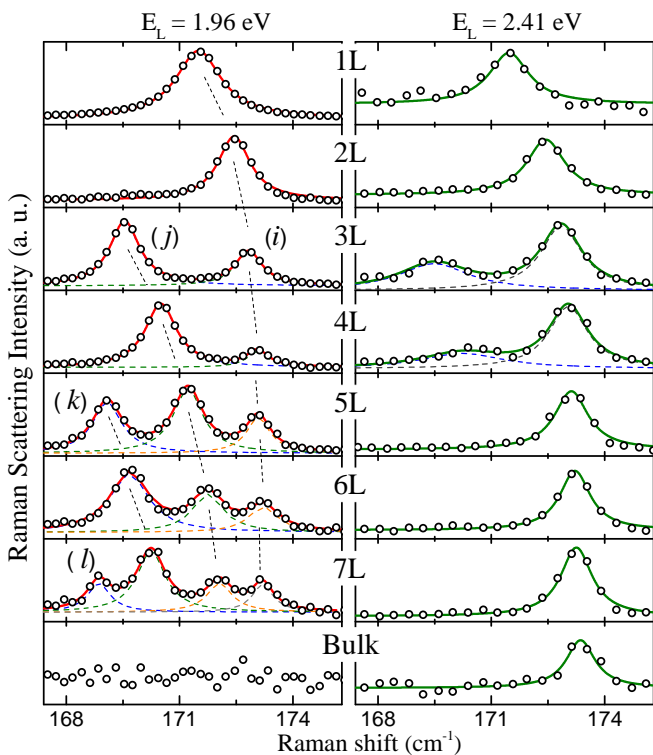 E_L = 1.96 eV E_L = 2.41 eV
Raman Scattering Intensity (a. u.)
1L
2L
(j) (i) 3L
4L
(k) 5L
6L
(l) 7L
Bulk
168 171 174 168 171 174
Raman shift (cm⁻¹)